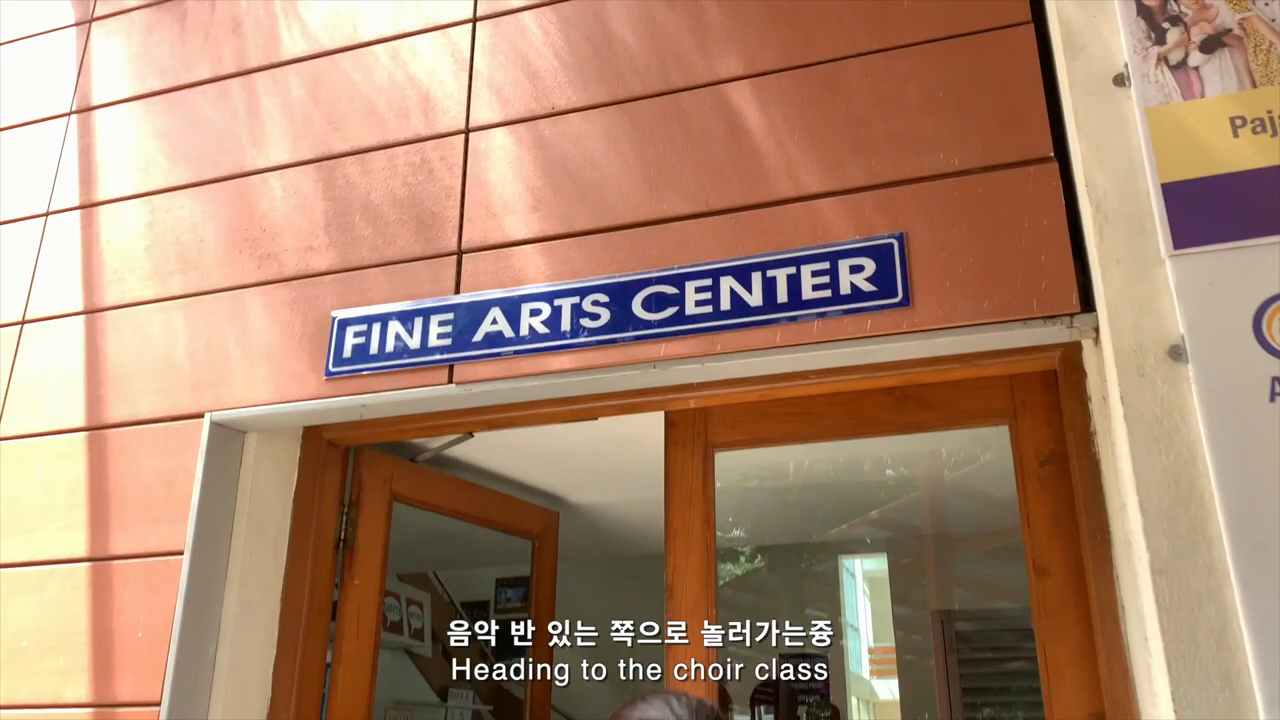 Paj
FINE ARTS CENTER
A
음악 반 있는 쪽으로 놀러가는즁
Heading to the choir class